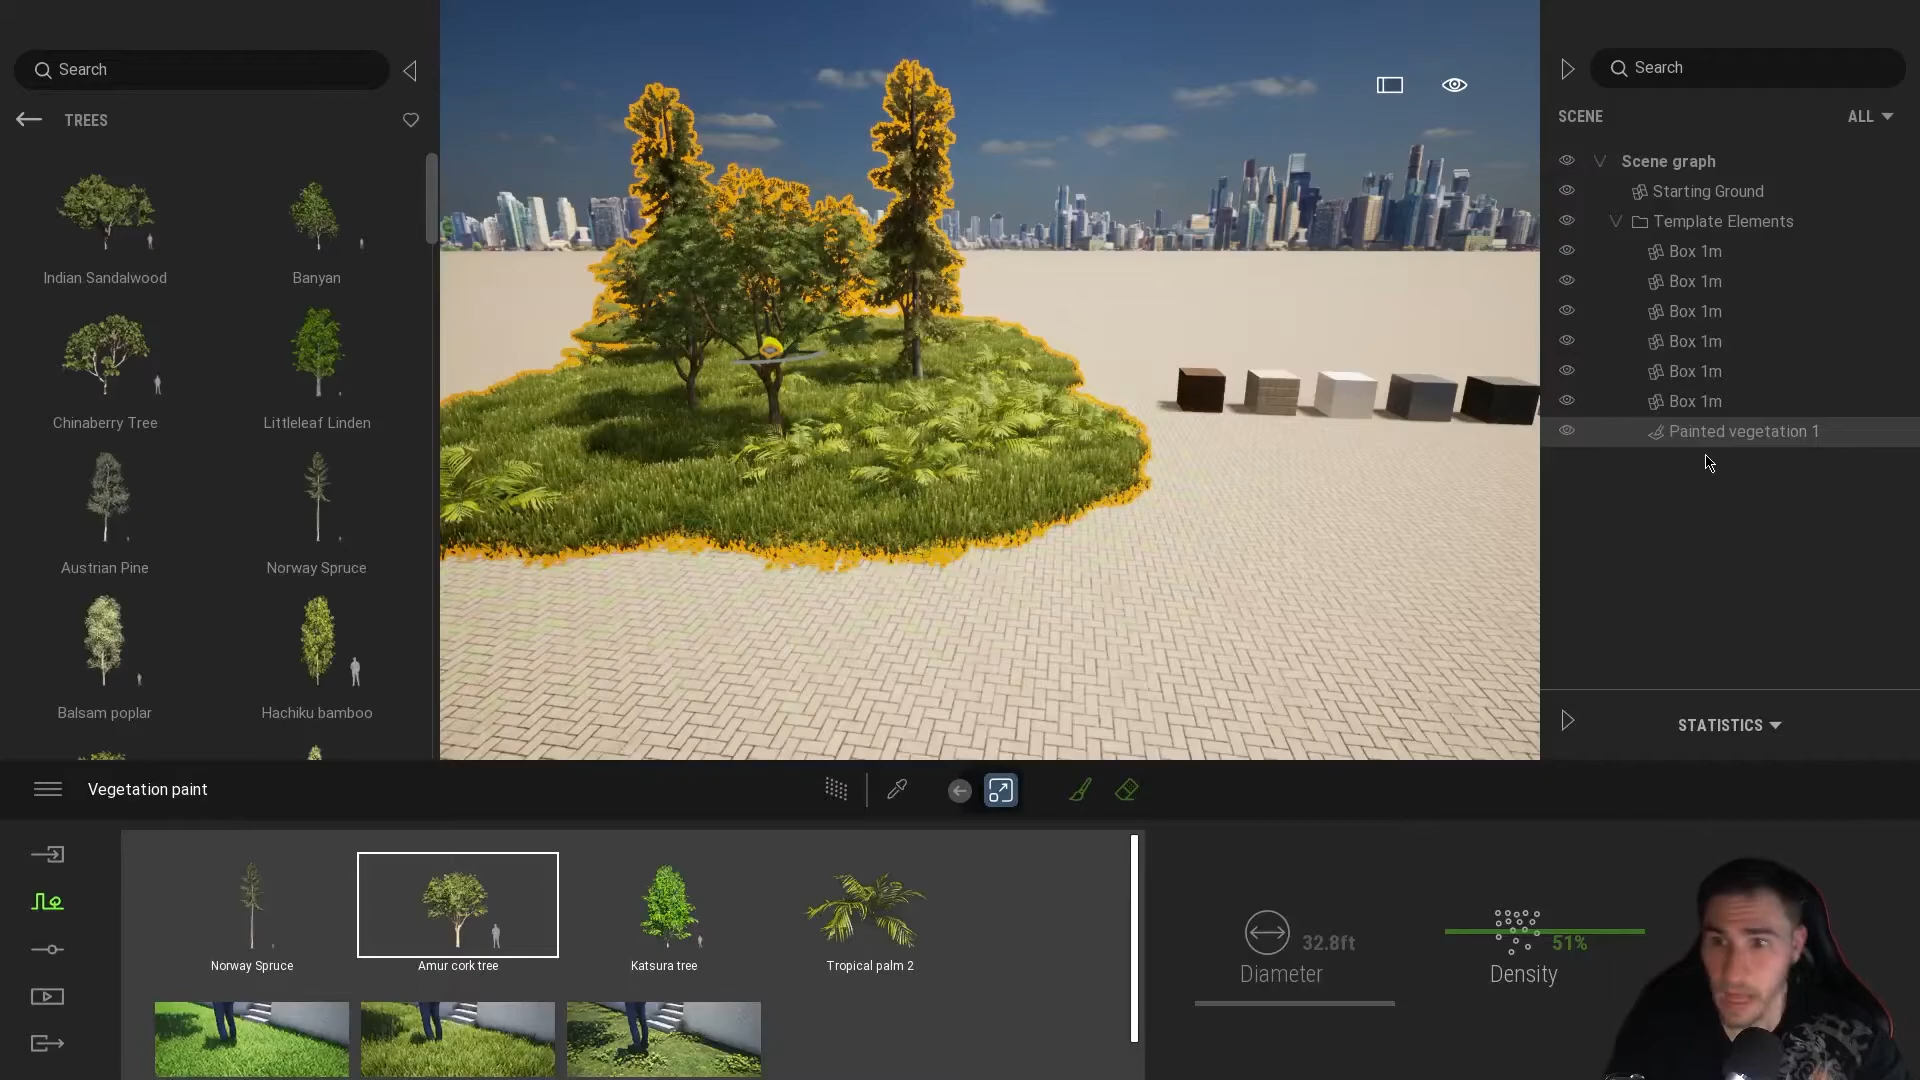 Search
TREES
Indian Sandalwood
Banyan
Chinaberry Tree
Littleleaf Linden
Austrian Pine
Norway Spruce
Balsam poplar
Hachiku bamboo
Search
SCENE
ALL
Scene graph
Starting Ground
Template Elements
Box 1m
Box 1m
Box 1m
Box 1m
Box 1m
Box 1m
Painted vegetation 1
STATISTICS
Vegetation paint
Norway Spruce
Amur cork tree
Katsura tree
Tropical palm 2
32.8ft
Diameter
51%
Density